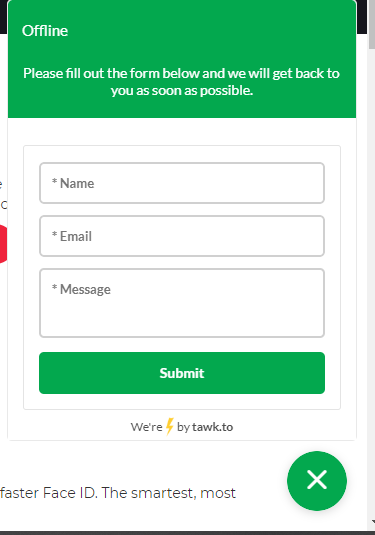 Offline
Please fill out the form below and we will get back to
you as soon as possible.
* Name
* Email
* Message
Submit
We're by tawk.to
faster Face ID. The smartest, most